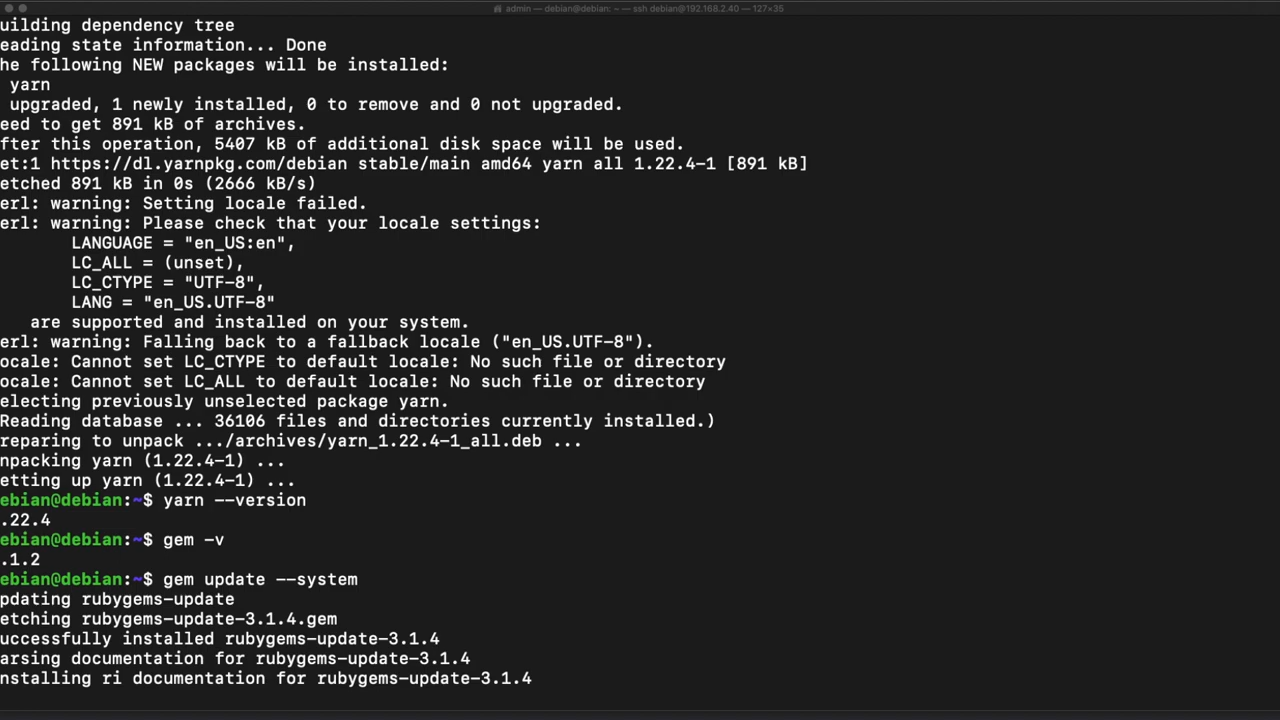 admin — debian@debian: ~ — ssh debian@192.168.2.40 — 127×35
uilding dependency tree
eading state information... Done
he following NEW packages will be installed:
yarn
upgraded, 1 newly installed, 0 to remove and 0 not upgraded.
eed to get 891 kB of archives.
fter this operation, 5407 kB of additional disk space will be used.
et:1 https://dl.yarnpkg.com/debian stable/main amd64 yarn all 1.22.4-1 [891 kB]
etched 891 kB in 0s (2666 kB/s)
erl: warning: Setting locale failed.
erl: warning: Please check that your locale settings:
LANGUAGE = "en_US:en",
LC_ALL = (unset),
LC_CTYPE = "UTF-8",
LANG = "en_US.UTF-8"
are supported and installed on your system.
erl: warning: Falling back to a fallback locale ("en_US.UTF-8").
ocale: Cannot set LC_CTYPE to default locale: No such file or directory
ocale: Cannot set LC_ALL to default locale: No such file or directory
electing previously unselected package yarn.
Reading database ... 36106 files and directories currently installed.)
reparing to unpack .../archives/yarn_1.22.4-1_all.deb ...
npacking yarn (1.22.4-1) ...
etting up yarn (1.22.4-1) ...
ebian@debian:~$ yarn --version
.22.4
ebian@debian:~$ gem -v
.1.2
ebian@debian:~$ gem update --system
pdating rubygems-update
etching rubygems-update-3.1.4.gem
uccessfully installed rubygems-update-3.1.4
arsing documentation for rubygems-update-3.1.4
nstalling ri documentation for rubygems-update-3.1.4